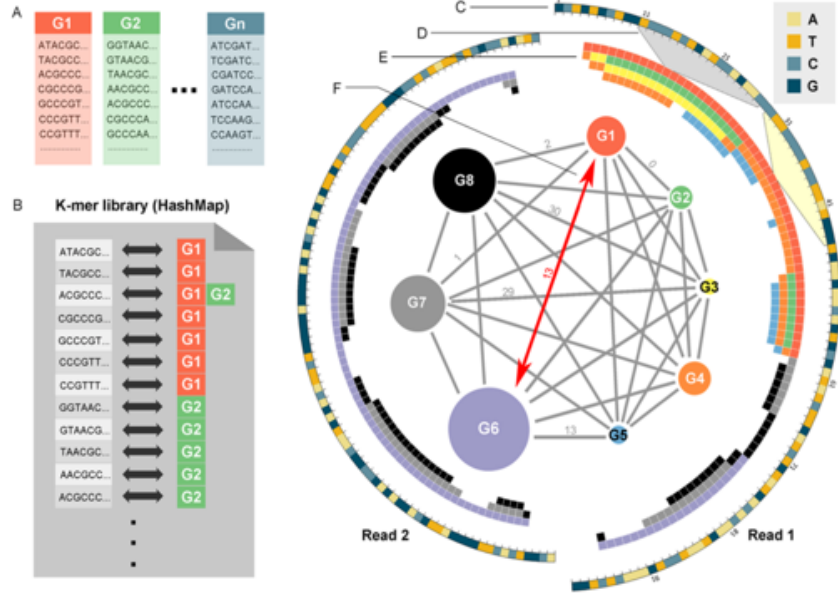 A
G1 G2 Gn
ATACGC... GGTAAC... ATCGAT...
TACGCC... GTAACG... TCGATC...
ACGCCC... TAACGC... CGATCC...
CGCCCG... AACGCC... GATCCA...
GCCCGT... ACGCCC... ATCCAA...
CCCGTT... CGCCCA... TCCAAG...
CCGTTT... GCCCAA... CCAAGT...
B K-mer library (HashMap)
ATACGC... G1
TACGCC... G1
ACGCCC... G1 G2
CGCCCG... G1
GCCCGT... G1
CCCGTT... G1
CCGTTT... G1
GGTAAC... G2
GTAACG... G2
TAACGC... G2
AACGCC... G2
ACGCCC... G2
C
D
E
F
A
T
C
G
G1
G8
G2
G7
G3
G4
G6
G5
2
0
30
1
29
13
13
Read 2
Read 1